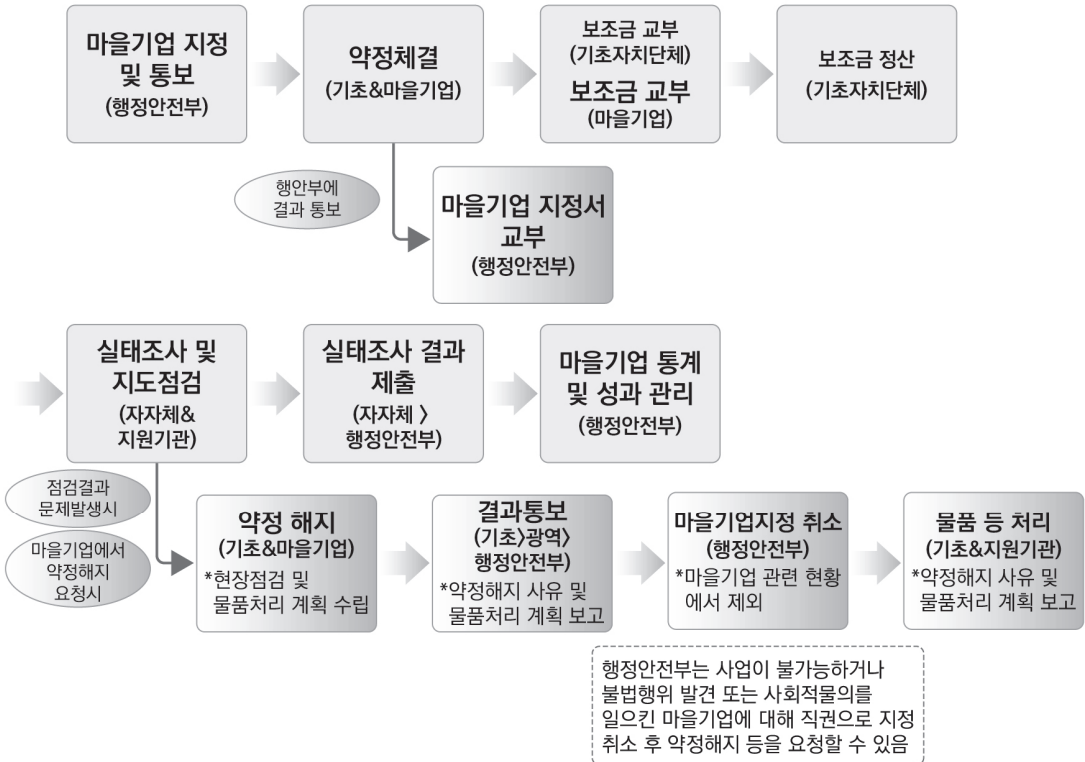 마을기업 지정
및 통보
(행정안전부)
약정체결
(기초&마을기업)
보조금 교부
(기초자치단체)
보조금 교부
(마을기업)
보조금 정산
(기초자치단체)
행안부에
결과 통보
마을기업 지정서
교부
(행정안전부)
실태조사 및
지도점검
(자자체&
지원기관)
실태조사 결과
제출
(자자체 〉
행정안전부)
마을기업 통계
및 성과 관리
(행정안전부)
점검결과
문제발생시
마을기업에서
약정해지
요청시
약정 해지
(기초&마을기업)
*현장점검 및
물품처리 계획 수립
결과통보
(기초〉광역〉
행정안전부)
*약정해지 사유 및
물품처리 계획 보고
마을기업지정 취소
(행정안전부)
*마을기업 관련 현황
에서 제외
물품 등 처리
(기초&지원기관)
*약정해지 사유 및
물품처리 계획 보고
행정안전부는 사업이 불가능하거나
불법행위 발견 또는 사회적물의를
일으킨 마을기업에 대해 직권으로 지정
취소 후 약정해지 등을 요청할 수 있음